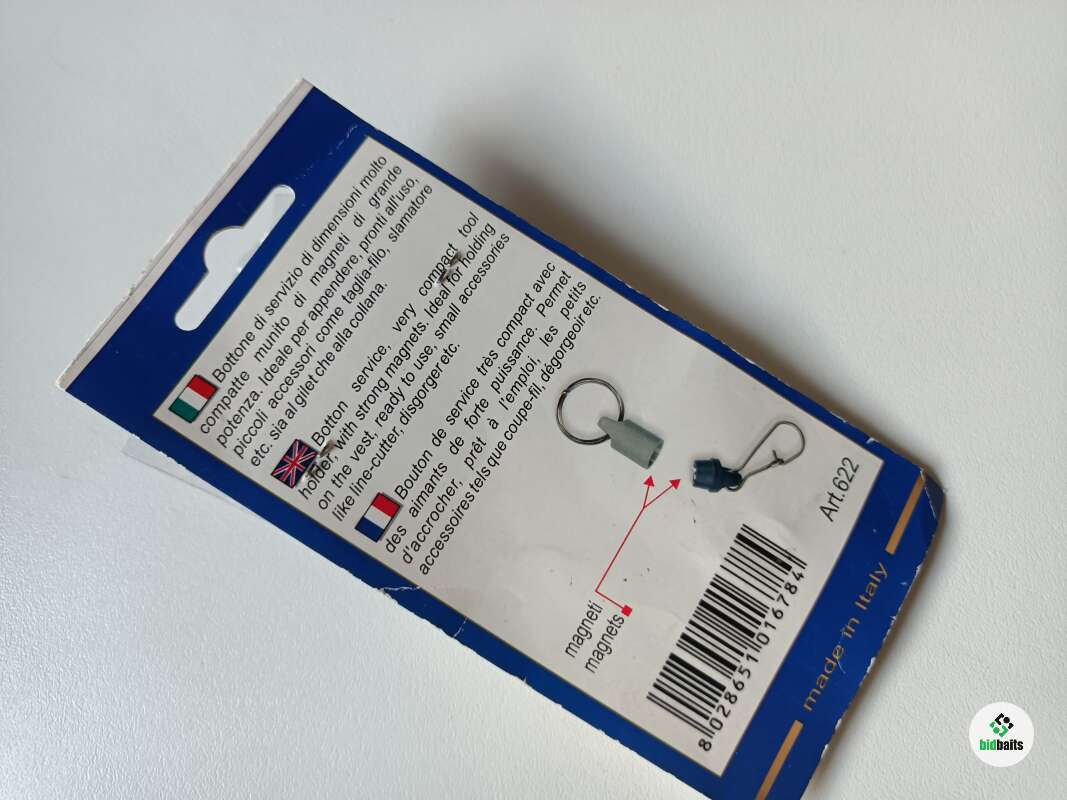 Bottone di servizio di dimensioni molto
compatte munito di magneti di grande
potenza. Ideale per appendere, pronti all'uso,
piccoli accessori come taglia-filo, slamatore
etc. sia al gilet che alla collana.
Botton service, very compact tool
holder, with strong magnets. Ideal for holding
on the vest, ready to use, small accessories
like line-cutter, disgorger etc.
Bouton de service très compact avec
des aimants de forte puissance. Permet
d'accrocher, prêt à l'emploi, les petits
accessoires tels que coupe-fil, dégorgeoir etc.
magneti
magnets
Art.622
8 028651 016784
made in Italy
bidbaits